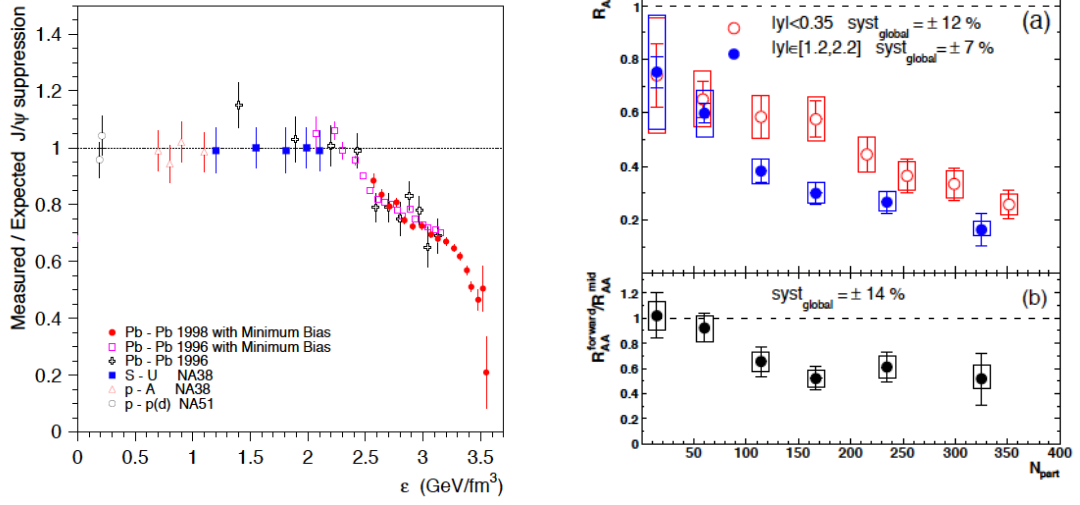 Measured / Expected J/ψ suppression
1.4
1.2
1
0.8
0.6
0.4
0.2
0
Pb - Pb 1998 with Minimum Bias
Pb - Pb 1996 with Minimum Bias
Pb - Pb 1996
S - U NA38
p - A NA38
p - p(d) NA51
0 0.5 1 1.5 2 2.5 3 3.5
ε (GeV/fm³)
R_AA
1
0.8
0.6
0.4
0.2
(a)
|y|<0.35 syst_global = ± 12 %
|y|∈[1.2,2.2] syst_global = ± 7 %
R_AA^forward/R_AA^mid
1.2
1
0.8
0.6
0.4
0.2
0
(b)
syst_global = ± 14 %
0 50 100 150 200 250 300 350 400
N_part